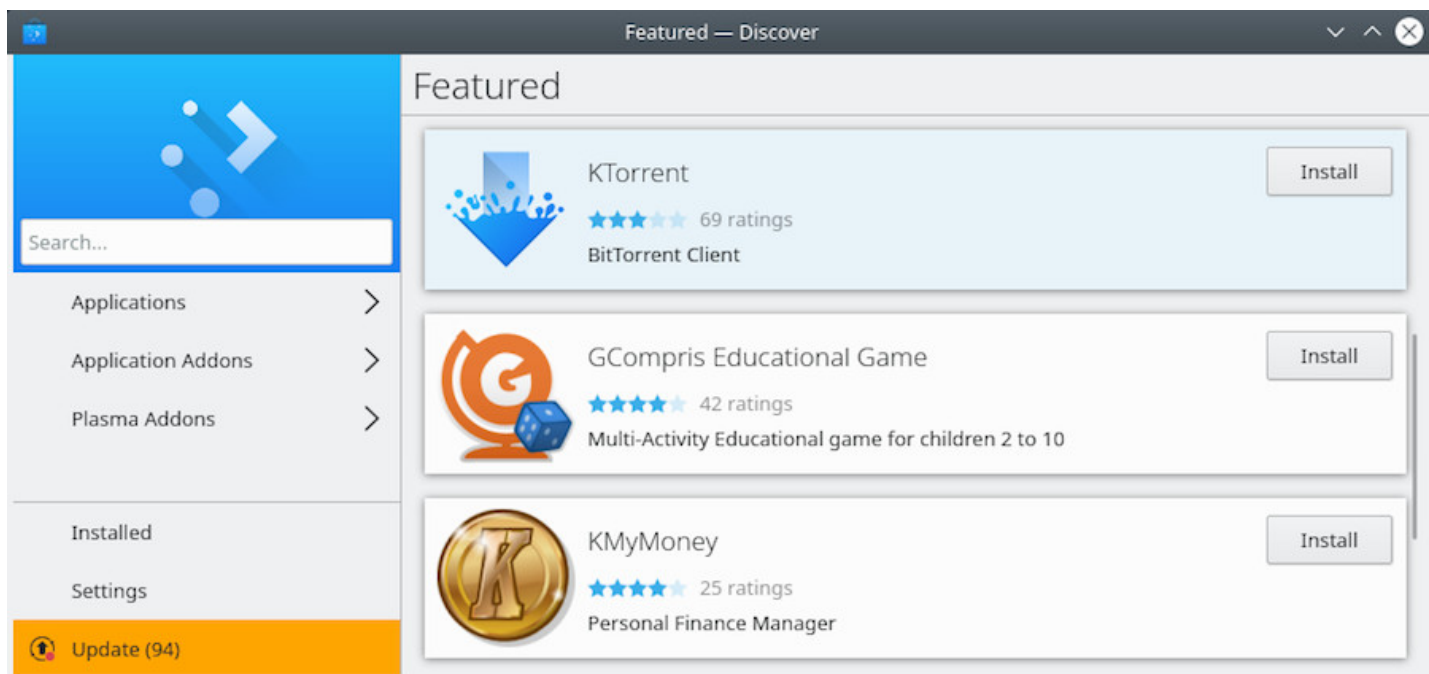 Featured — Discover
Search...
Applications
Application Addons
Plasma Addons
Installed
Settings
Update (94)
Featured
KTorrent
Install
69 ratings
BitTorrent Client
GCompris Educational Game
Install
42 ratings
Multi-Activity Educational game for children 2 to 10
KMyMoney
Install
25 ratings
Personal Finance Manager
G
K